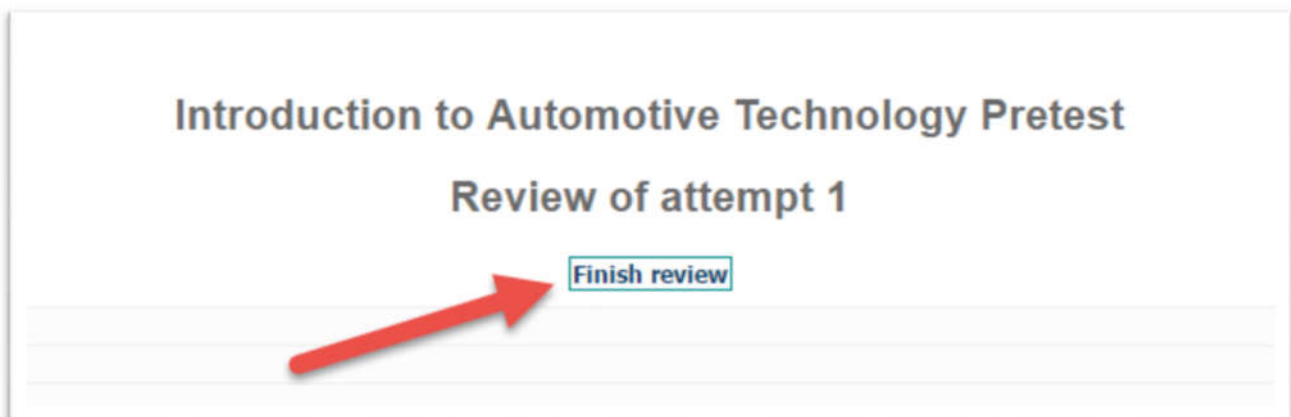 Introduction to Automotive Technology Pretest
Review of attempt 1
Finish review